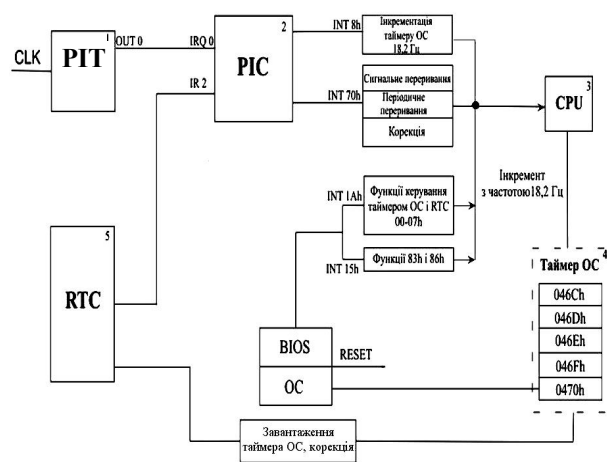 CLK
1
PIT
OUT 0
IRQ 0
2
PIC
IR 2
INT 8h
Інкрементація
таймеру ОС
18,2 Гц
INT 70h
Сигнальне переривання
Періодичне
переривання
Корекція
3
CPU
Інкремент
з частотою18,2 Гц
INT 1Ah
Функції керування
таймером ОС і RTC
00-07h
INT 15h
Функції 83h і 86h
5
RTC
4
Таймер ОС
046Ch
046Dh
046Eh
046Fh
0470h
BIOS
RESET
ОС
Завантаження
таймера ОС, корекція